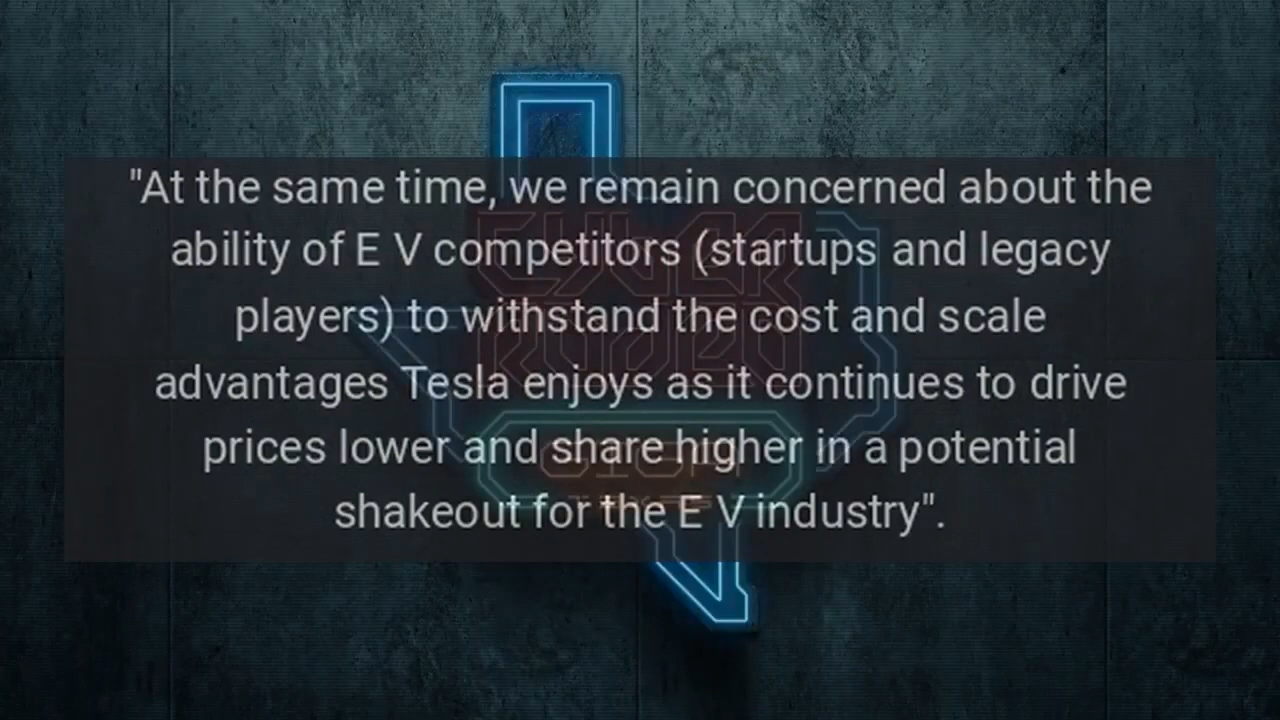 "At the same time, we remain concerned about the
ability of E V competitors (startups and legacy
players) to withstand the cost and scale
advantages Tesla enjoys as it continues to drive
prices lower and share higher in a potential
shakeout for the E V industry".